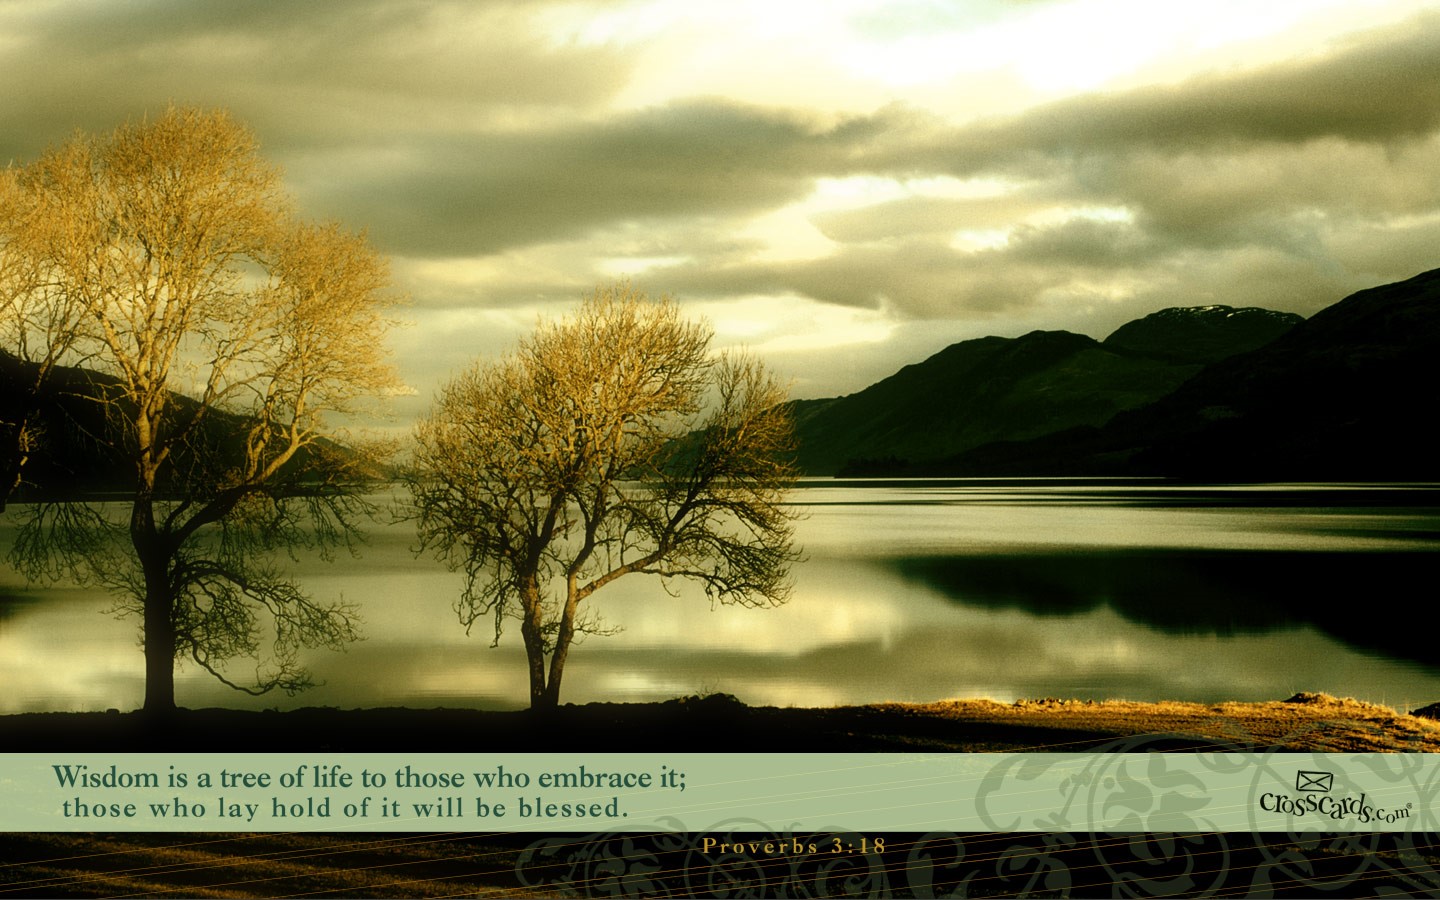 Wisdom is a tree of life to those who embrace it;
those who lay hold of it will be blessed.
crosscards.com®
Proverbs 3:18